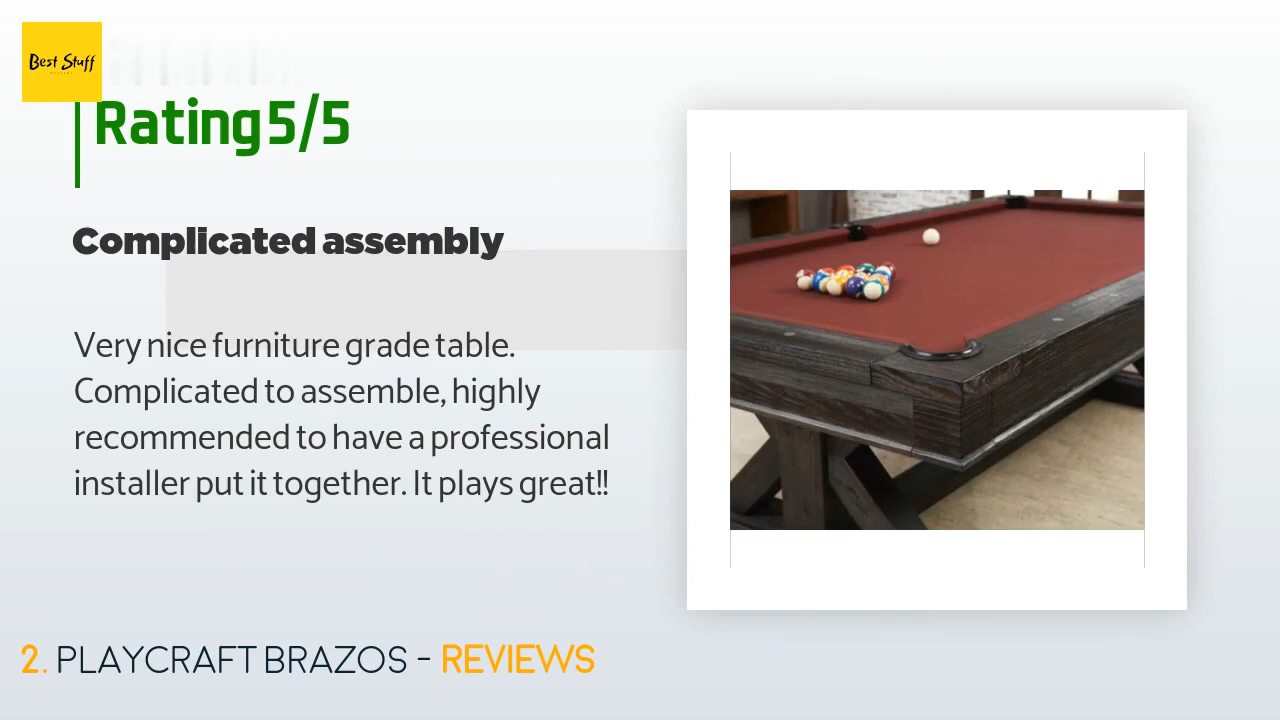 Best Stuff
Rating 5/5
Complicated assembly
Very nice furniture grade table.
Complicated to assemble, highly
recommended to have a professional
installer put it together. It plays great!!
2. PLAYCRAFT BRAZOS - REVIEWS